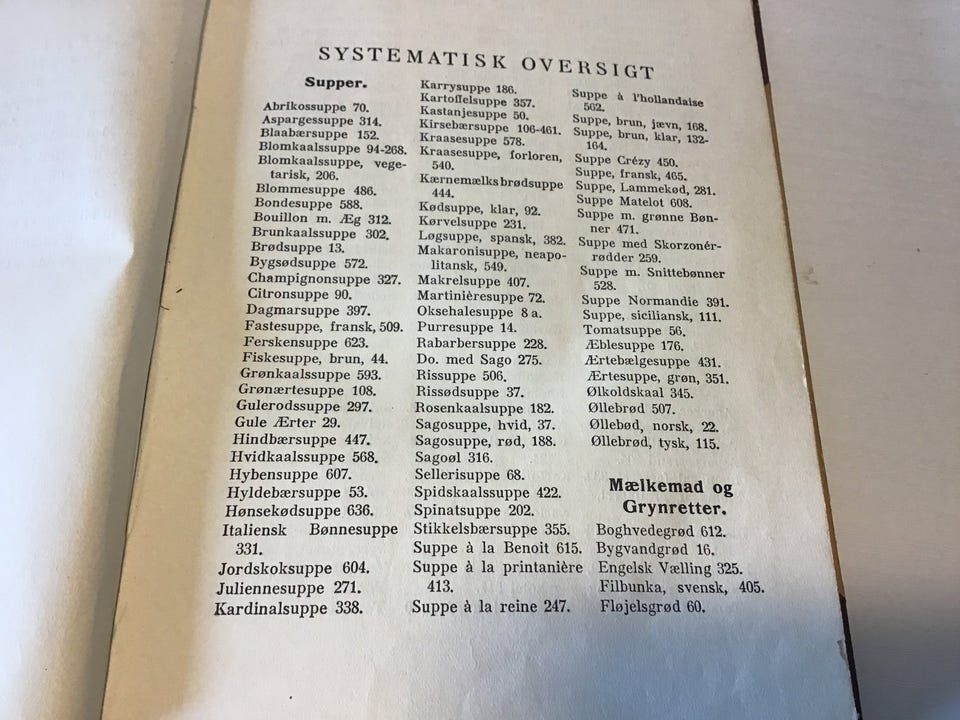 SYSTEMATISK OVERSIGT
Supper.
Abrikossuppe 70.
Aspargessuppe 314.
Blaabærsuppe 152.
Blomkaalssuppe 94-268.
Blomkaalssuppe, vege-
tarisk, 206.
Blommesuppe 486.
Bondesuppe 588.
Bouillon m. Æg 312.
Brunkaalssuppe 302.
Brødsuppe 13.
Bygsødsuppe 572.
Champignonsuppe 327.
Citronsuppe 90.
Dagmarsuppe 397.
Fastesuppe, fransk, 509.
Ferskensuppe 623.
Fiskesuppe, brun, 44.
Grønkaalssuppe 593.
Grønærtesuppe 108.
Gulerodssuppe 297.
Gule Ærter 29.
Hindbærsuppe 447.
Hvidkaalssuppe 568.
Hybensuppe 607.
Hyldebærsuppe 53.
Hønsekødsuppe 636.
Italiensk Bønnesuppe
331.
Jordskoksuppe 604.
Juliennesuppe 271.
Kardinalsuppe 338.
Karrysuppe 186.
Kartoffelsuppe 357.
Kastanjesuppe 50.
Kirsebærsuppe 106-461.
Kraasesuppe 578.
Kraasesuppe, forloren,
540.
Kærnemælksbrødsuppe
444.
Kødsuppe, klar, 92.
Kørvelsuppe 231.
Løgsuppe, spansk, 382.
Makaronisuppe, neapo-
litansk, 549.
Makrelsuppe 407.
Martinièresuppe 72.
Oksehalesuppe 8 a.
Purresuppe 14.
Rabarbersuppe 228.
Do. med Sago 275.
Rissuppe 506.
Rissødsuppe 37.
Rosenkaalsuppe 182.
Sagosuppe, hvid, 37.
Sagosuppe, rød, 188.
Sagoøl 316.
Sellerisuppe 68.
Spidskaalssuppe 422.
Spinatsuppe 202.
Stikkelsbærsuppe 355.
Suppe à la Benoit 615.
Suppe à la printanière
413.
Suppe à la reine 247.
Suppe à l'hollandaise
562.
Suppe, brun, jævn, 168.
Suppe, brun, klar, 132-
164.
Suppe Crézy 450.
Suppe, fransk, 465.
Suppe, Lammekød, 281.
Suppe Matelot 608.
Suppe m. grønne Bøn-
ner 471.
Suppe med Skorzonér-
rødder 259.
Suppe m. Snittebønner
528.
Suppe Normandie 391.
Suppe, siciliansk, 111.
Tomatsuppe 56.
Æblesuppe 176.
Ærtebælgesuppe 431.
Ærtesuppe, grøn, 351.
Ølkoldskaal 345.
Øllebrød 507.
Øllebød, norsk, 22.
Øllebrød, tysk, 115.
Mælkemad og
Grynretter.
Boghvedegrød 612.
Bygvandgrød 16.
Engelsk Vælling 325.
Filbunka, svensk, 405.
Fløjelsgrød 60.